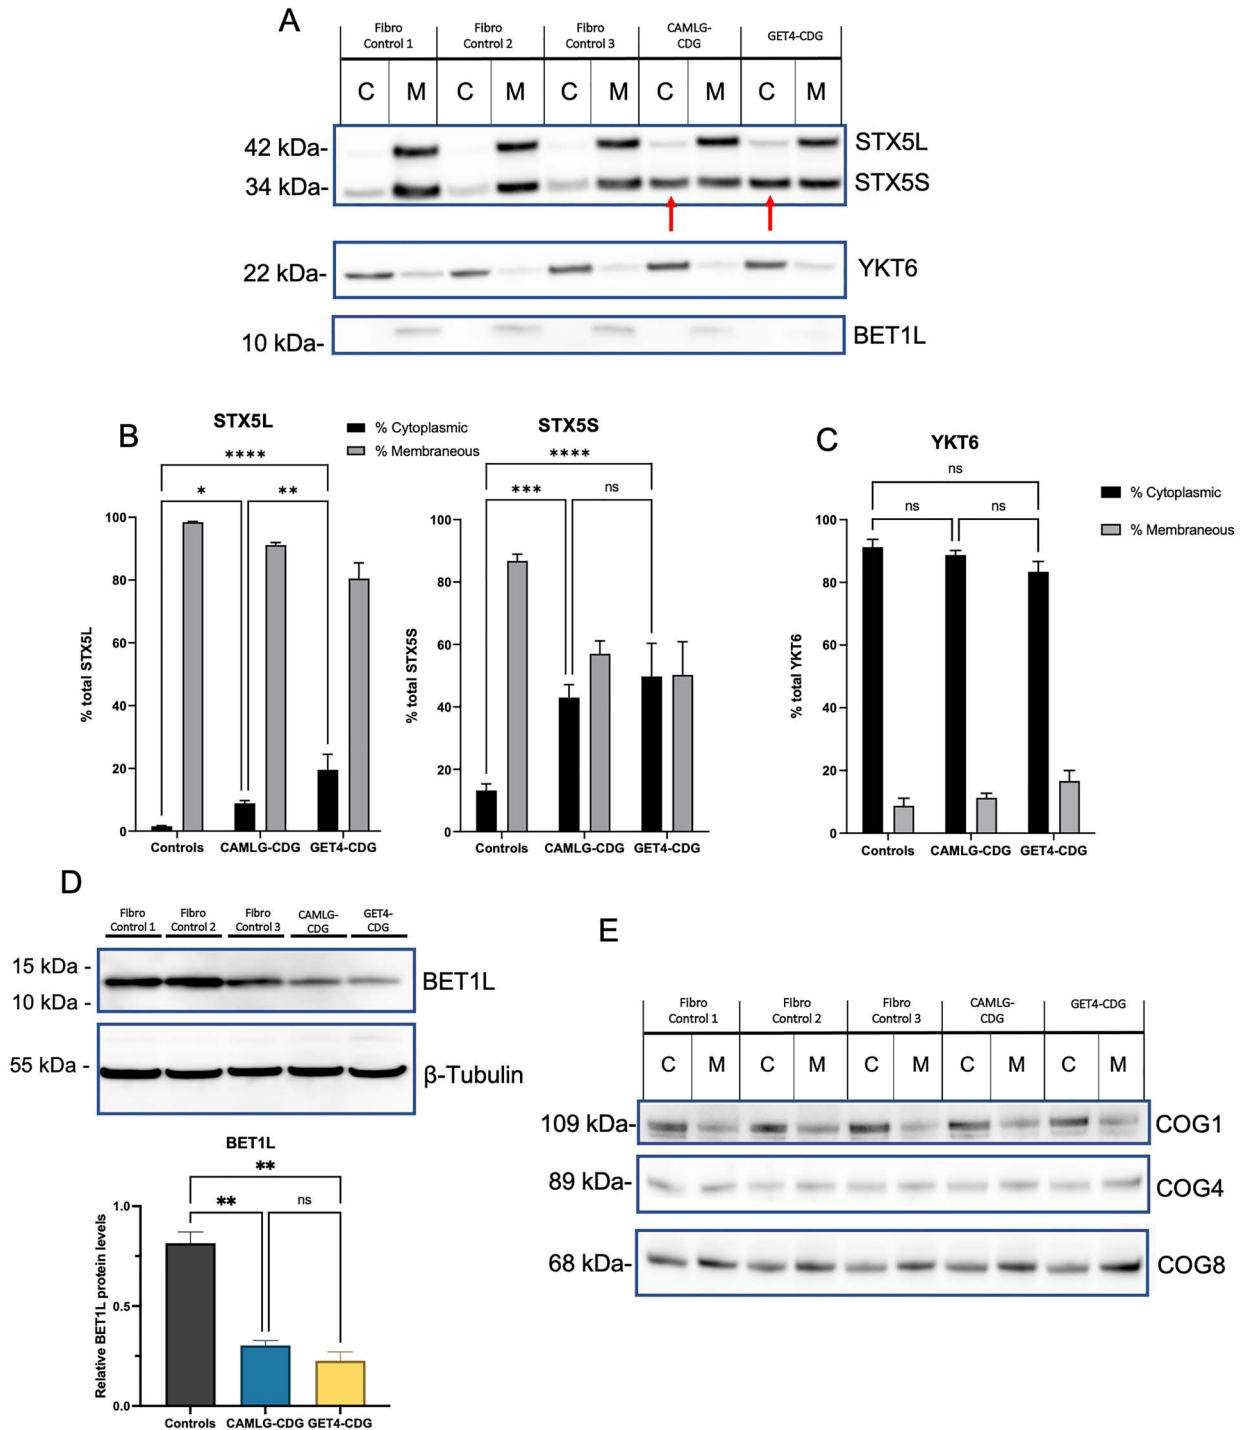 A
Fibro Control 1
Fibro Control 2
Fibro Control 3
CAMLG-CDG
GET4-CDG
C M C M C M C M C M
42 kDa-
STX5L
34 kDa-
STX5S
22 kDa-
YKT6
10 kDa-
BET1L
B
STX5L
% Cytoplasmic
% Membraneous
****
*
**
% total STX5L
100
80
60
40
20
0
Controls
CAMLG-CDG
GET4-CDG
STX5S
****
***
ns
% total STX5S
100
80
60
40
20
0
Controls
CAMLG-CDG
GET4-CDG
C
YKT6
% Cytoplasmic
% Membraneous
ns
ns
ns
% total YKT6
100
80
60
40
20
0
Controls
CAMLG-CDG
GET4-CDG
D
Fibro Control 1
Fibro Control 2
Fibro Control 3
CAMLG-CDG
GET4-CDG
15 kDa -
10 kDa -
BET1L
55 kDa -
β-Tubulin
BET1L
**
**
ns
Relative BET1L protein levels
1.0
0.5
0.0
Controls
CAMLG-CDG
GET4-CDG
E
Fibro Control 1
Fibro Control 2
Fibro Control 3
CAMLG-CDG
GET4-CDG
C M C M C M C M C M
109 kDa-
COG1
89 kDa-
COG4
68 kDa-
COG8